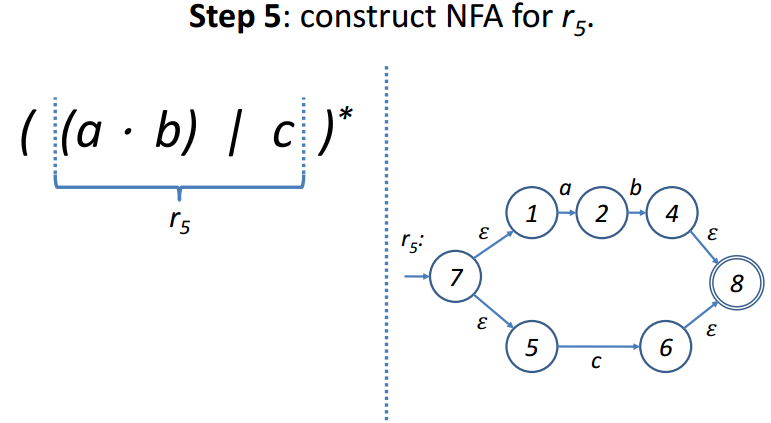 Step 5: construct NFA for r5.
( (a · b) | c )*
r5
r5:
7
ε
1
a
2
b
4
ε
8
ε
5
c
6
ε